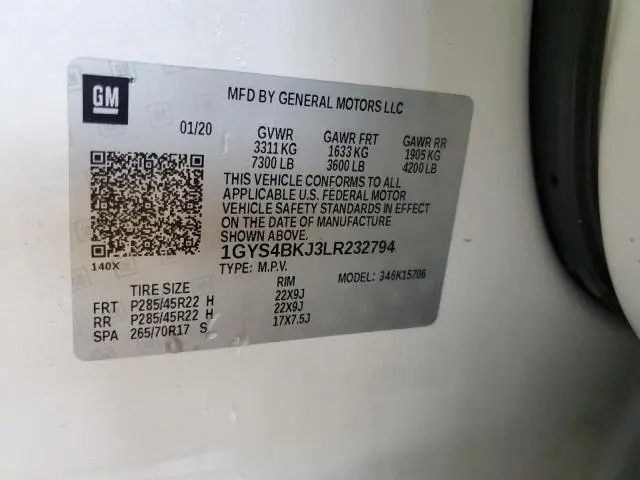 GM
MFD BY GENERAL MOTORS LLC
01/20 GVWR GAWR FRT GAWR RR
3311 KG 1633 KG 1905 KG
7300 LB 3600 LB 4200 LB
THIS VEHICLE CONFORMS TO ALL
APPLICABLE U.S. FEDERAL MOTOR
VEHICLE SAFETY STANDARDS IN EFFECT
ON THE DATE OF MANUFACTURE
SHOWN ABOVE.
1GYS4BKJ3LR232794
140X TYPE: M.P.V. MODEL: 346K15706
TIRE SIZE RIM
FRT P285/45R22 H 22X9J
RR P285/45R22 H 22X9J
SPA 265/70R17 S 17X7.5J